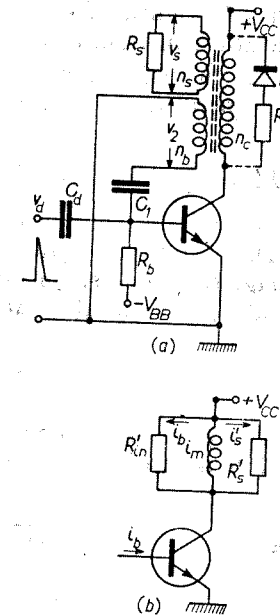 +V_CC
R_s
v_s
n_s
v_2
n_b
n_c
R
C_1
v_d
C_d
R_b
-V_BB
(a)
+V_CC
i_b
i_m
i'_s
R'_in
R'_s
i_b
(b)